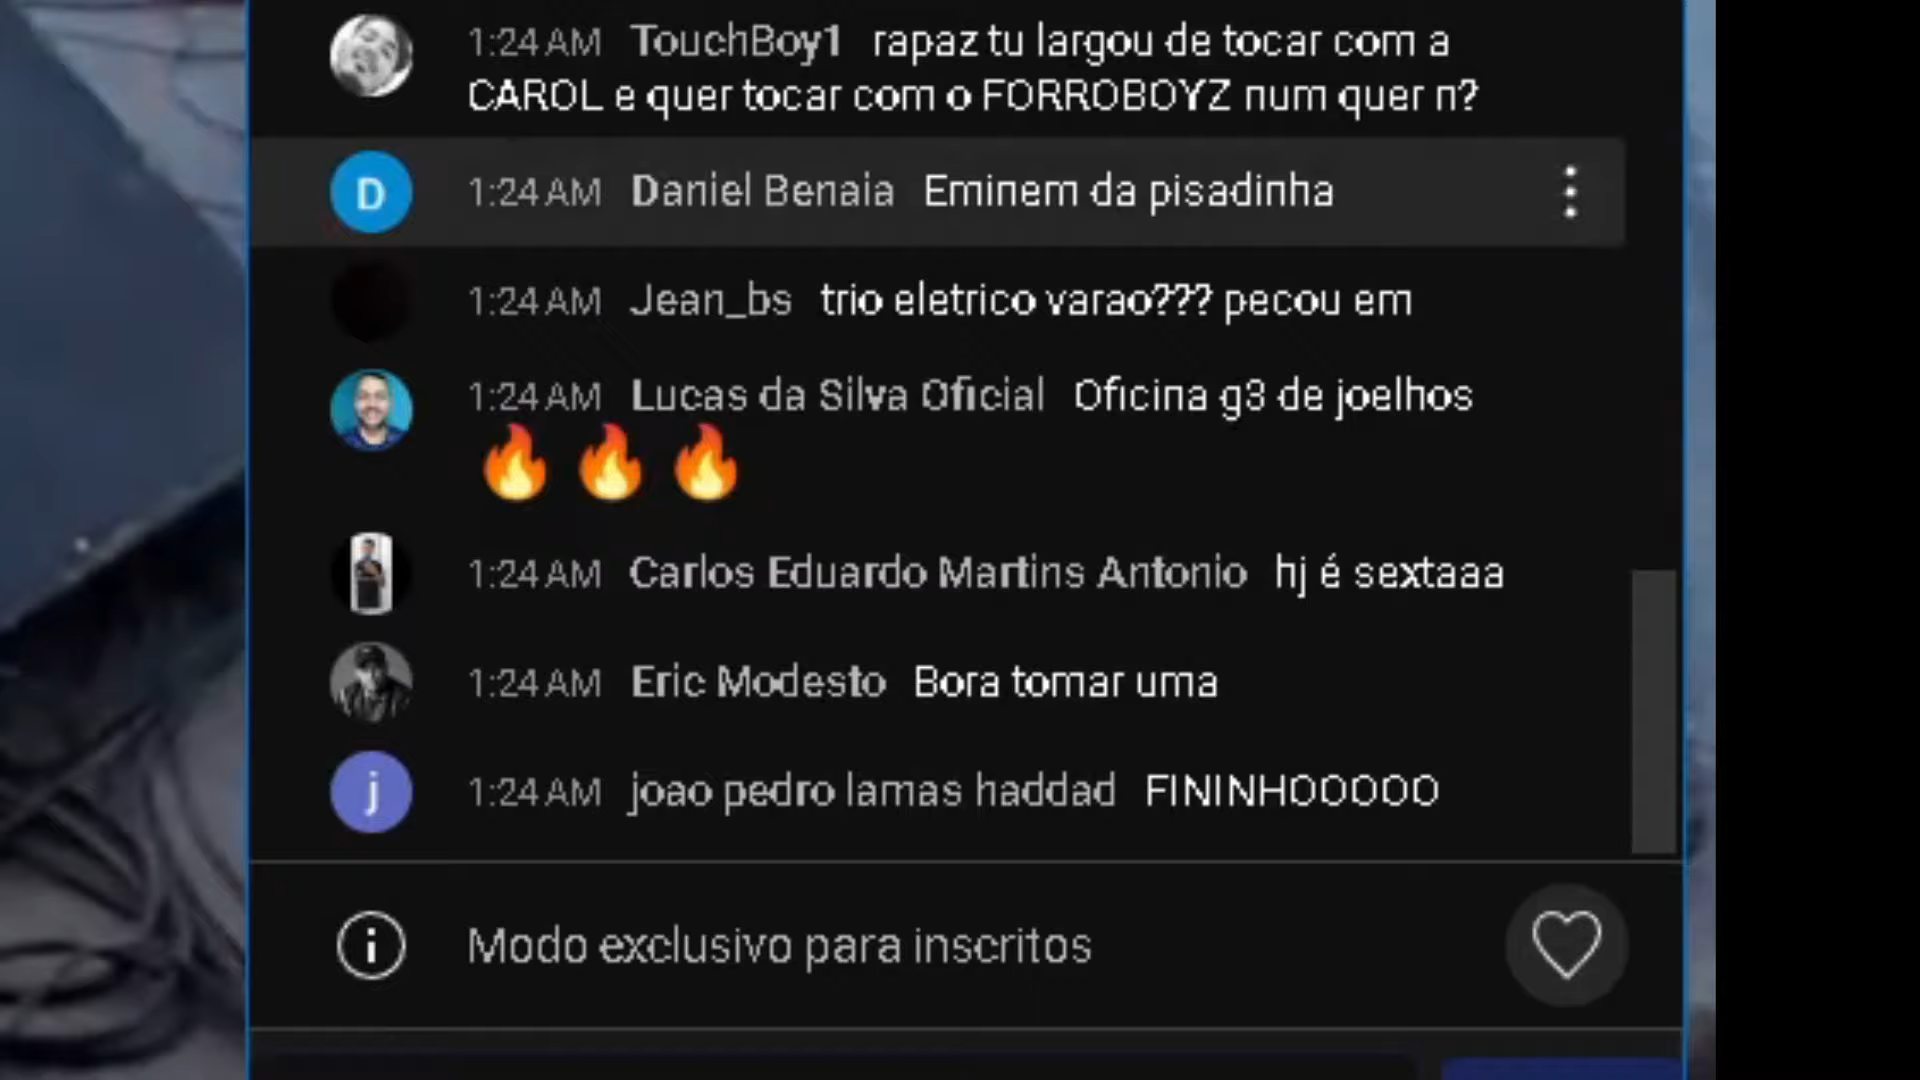 1:24 AM TouchBoy1 rapaz tu largou de tocar com a
CAROL e quer tocar com o FORROBOYZ num quer n?
D 1:24 AM Daniel Benaia Eminem da pisadinha
1:24 AM Jean_bs trio eletrico varao??? pecou em
1:24 AM Lucas da Silva Oficial Oficina g3 de joelhos
🔥 🔥 🔥
1:24 AM Carlos Eduardo Martins Antonio hj é sextaaa
1:24 AM Eric Modesto Bora tomar uma
j 1:24 AM joao pedro lamas haddad FININHOOOOO
Modo exclusivo para inscritos